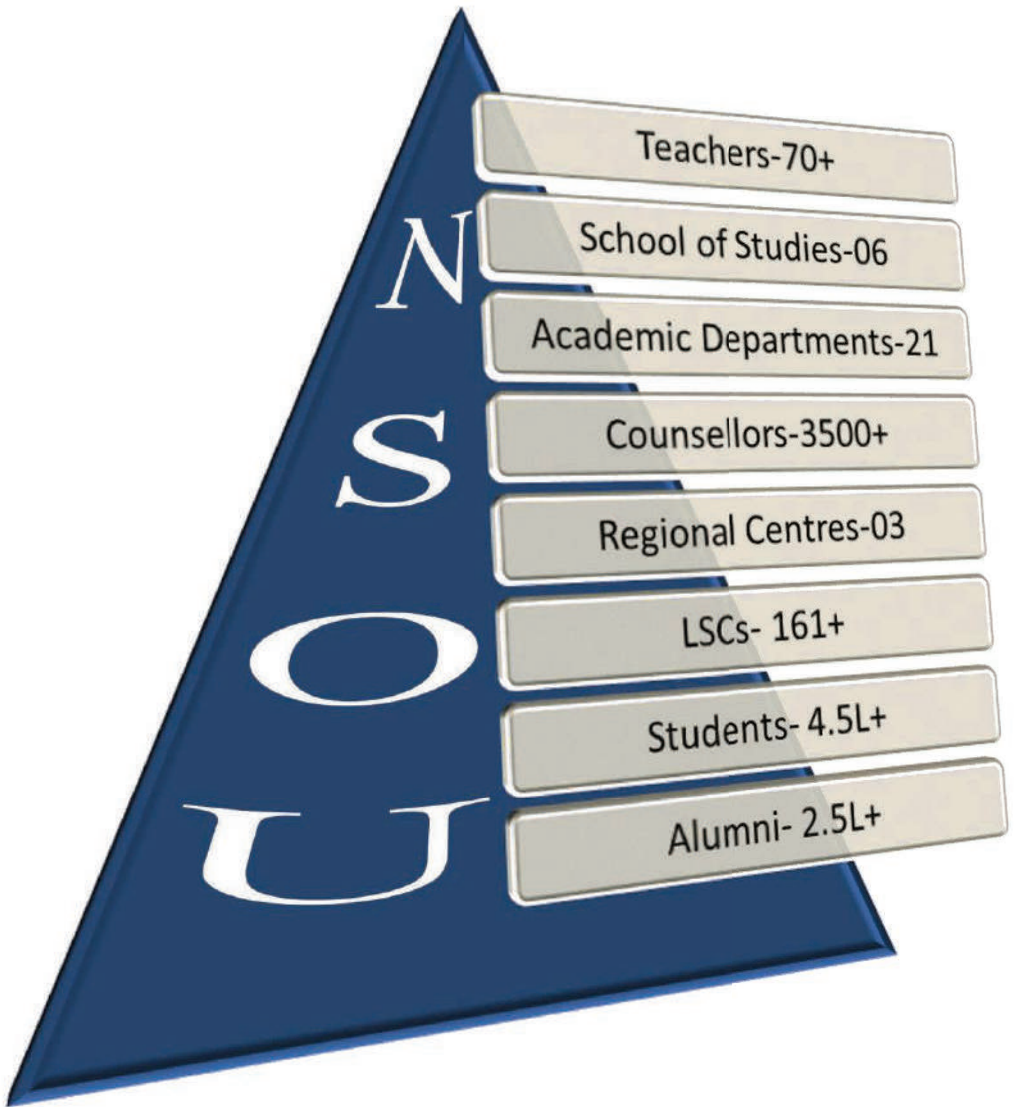 N
S
O
U
Teachers-70+
School of Studies-06
Academic Departments-21
Counsellors-3500+
Regional Centres-03
LSCs- 161+
Students- 4.5L+
Alumni- 2.5L+